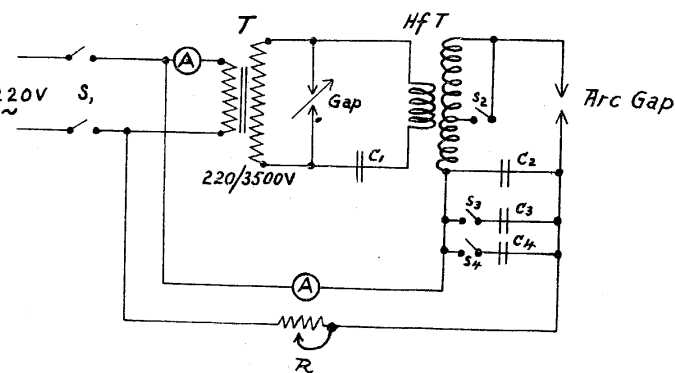 T
HfT
A
220V
~
S1
Gap
S2
Arc Gap
C1
220/3500V
C2
S3
C3
S4
C4
A
R